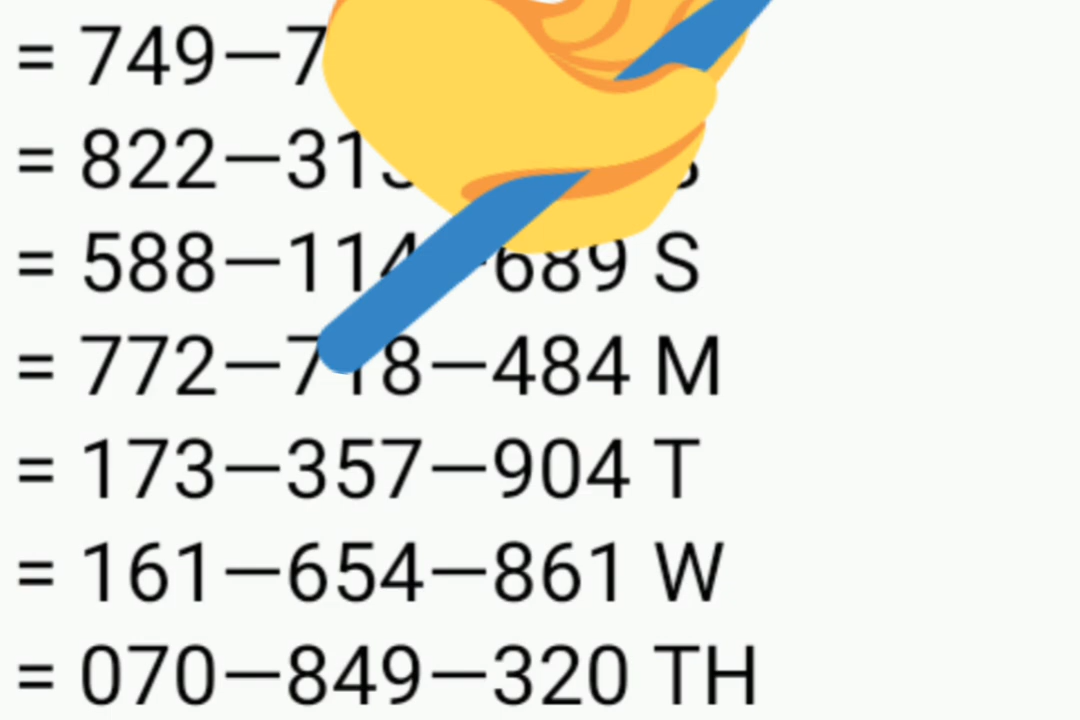 = 749—7
= 822—31 S
= 588—114—689 S
= 772—718—484 M
= 173—357—904 T
= 161—654—861 W
= 070—849—320 TH